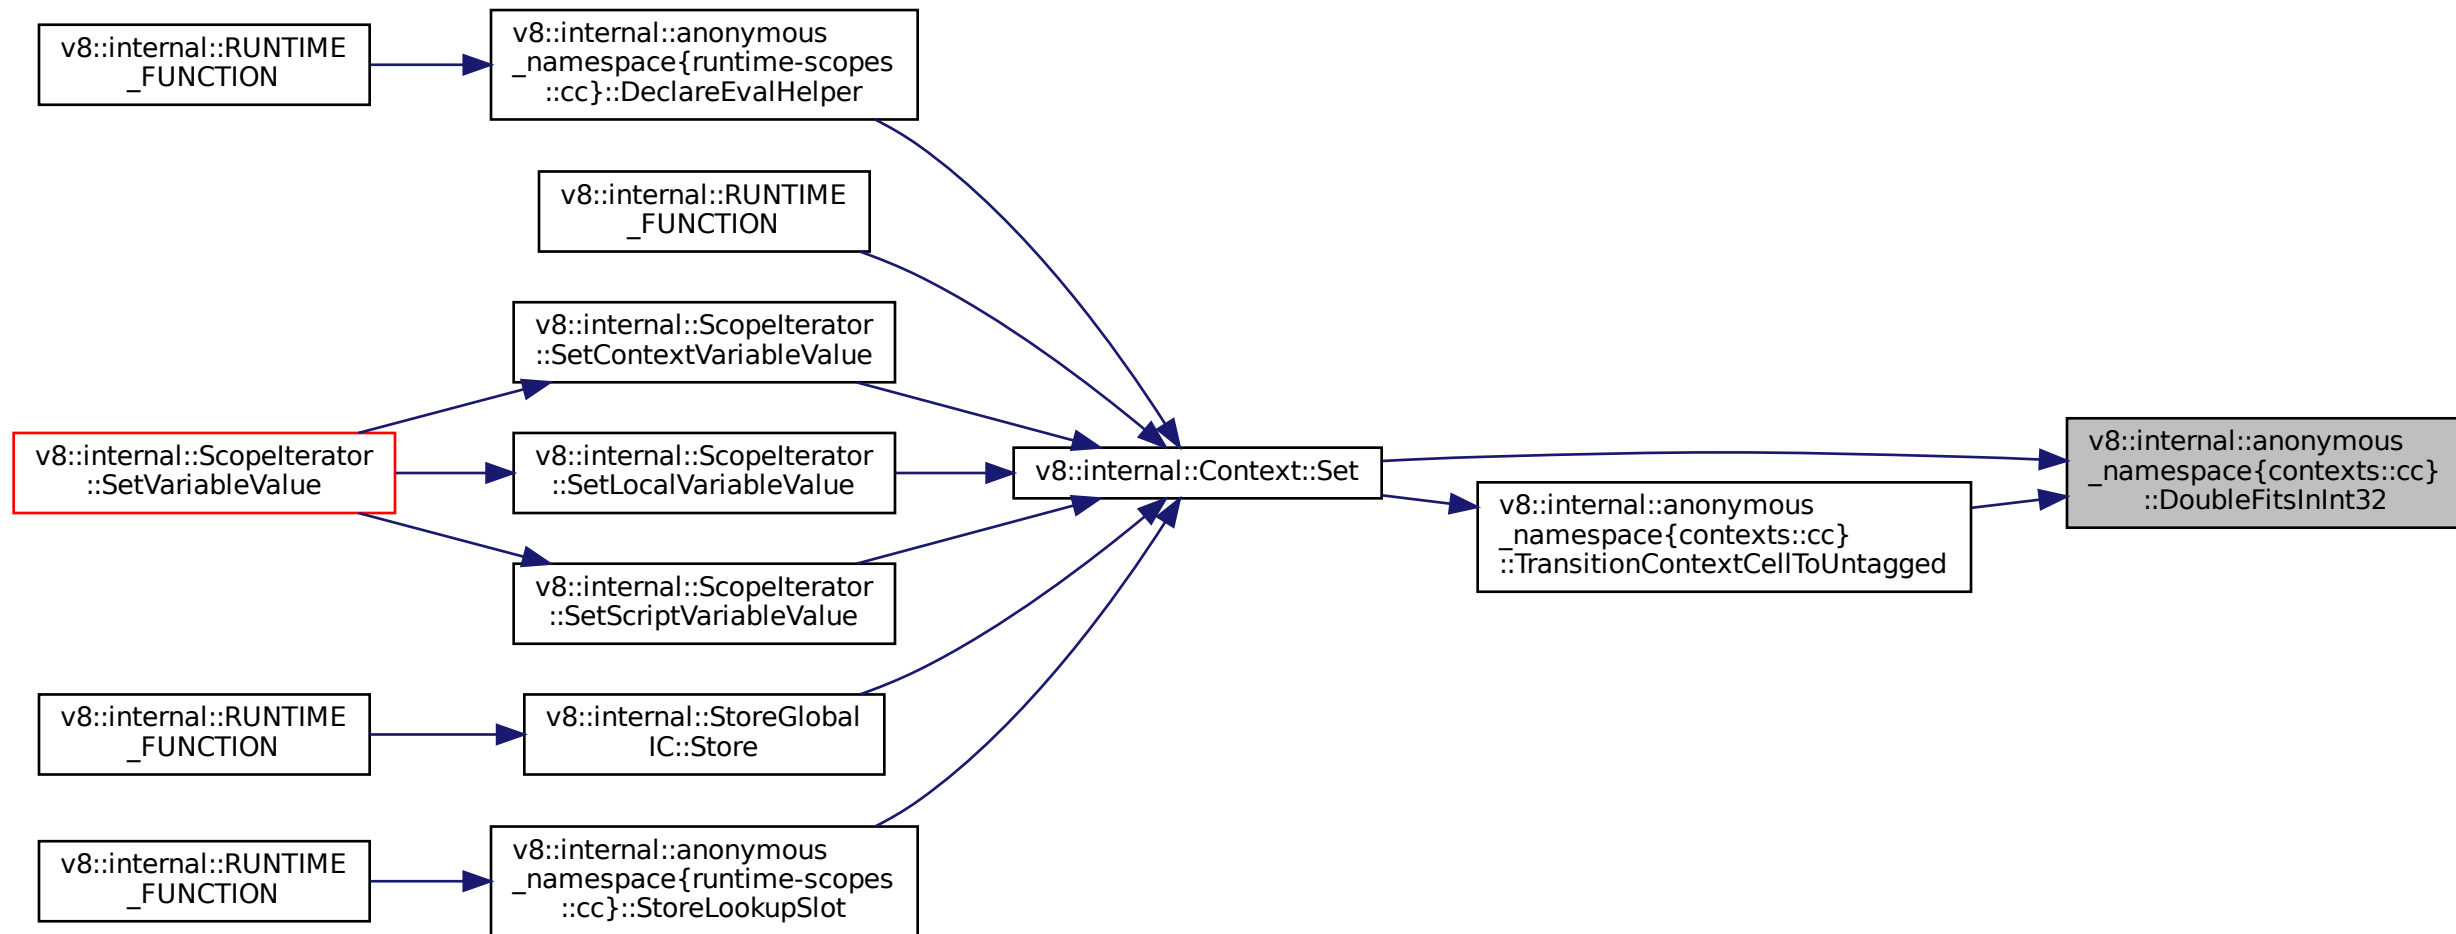 v8::internal::RUNTIME
_FUNCTION
v8::internal::anonymous
_namespace{runtime-scopes
::cc}::DeclareEvalHelper
v8::internal::RUNTIME
_FUNCTION
v8::internal::ScopeIterator
::SetContextVariableValue
v8::internal::ScopeIterator
::SetVariableValue
v8::internal::ScopeIterator
::SetLocalVariableValue
v8::internal::Context::Set
v8::internal::anonymous
_namespace{contexts::cc}
::TransitionContextCellToUntagged
v8::internal::anonymous
_namespace{contexts::cc}
::DoubleFitsInInt32
v8::internal::ScopeIterator
::SetScriptVariableValue
v8::internal::RUNTIME
_FUNCTION
v8::internal::StoreGlobal
IC::Store
v8::internal::RUNTIME
_FUNCTION
v8::internal::anonymous
_namespace{runtime-scopes
::cc}::StoreLookupSlot